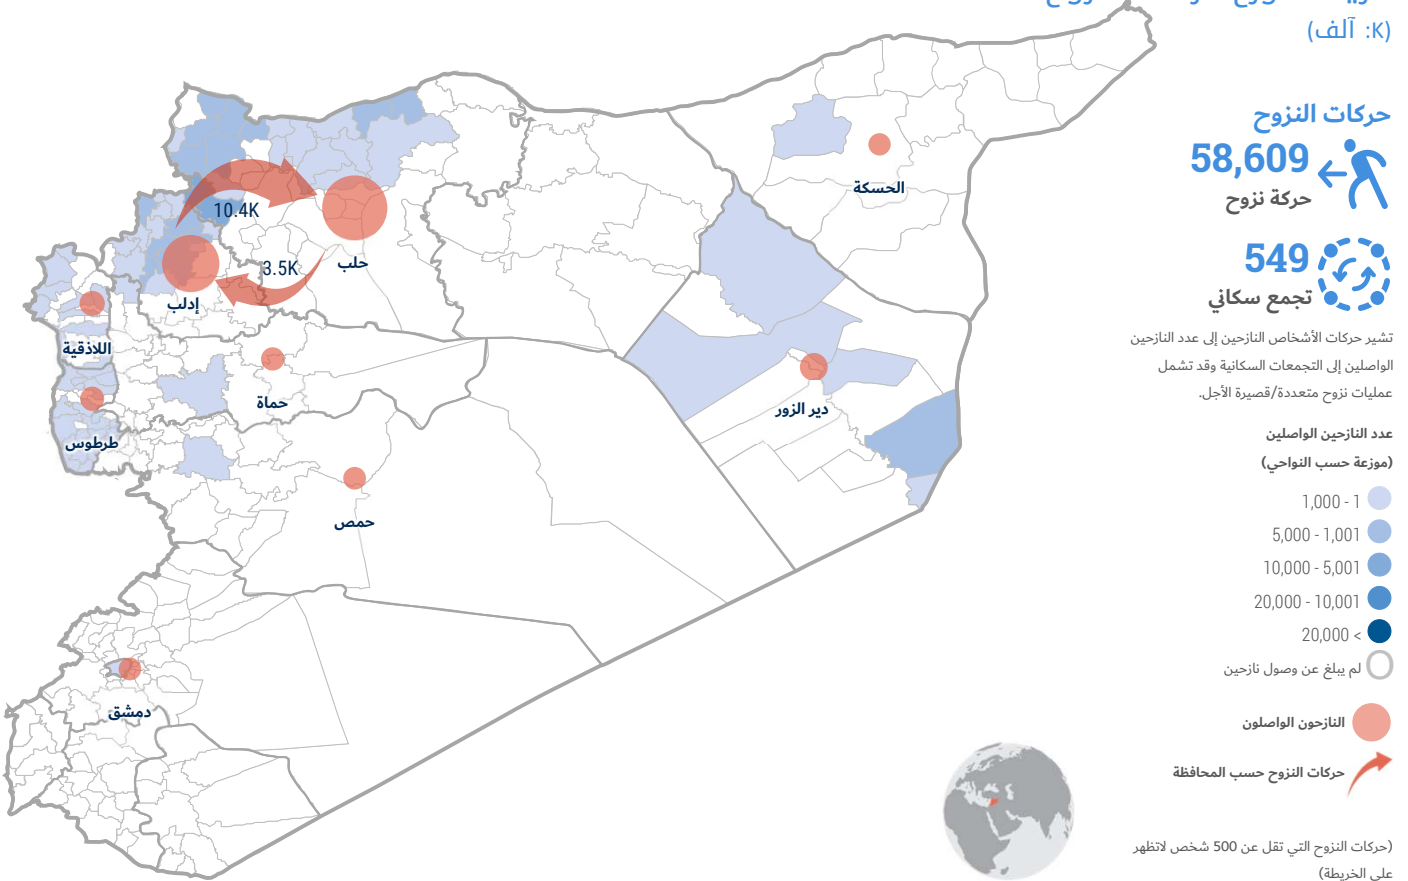 (K: آلف)
حركات النزوح
58,609
حركة نزوح
549
تجمع سكاني
تشير حركات الأشخاص النازحين إلى عدد النازحين
الواصلين إلى التجمعات السكانية وقد تشمل
عمليات نزوح متعددة/قصيرة الأجل.
عدد النازحين الواصلين
(موزعة حسب النواحي)
1,000 - 1
5,000 - 1,001
10,000 - 5,001
20,000 - 10,001
20,000 <
لم يبلغ عن وصول نازحين
النازحون الواصلون
حركات النزوح حسب المحافظة
(حركات النزوح التي تقل عن 500 شخص لاتظهر
على الخريطة)
الحسكة
10.4K
حلب
3.5K
إدلب
اللاذقية
حماة
دير الزور
طرطوس
حمص
دمشق